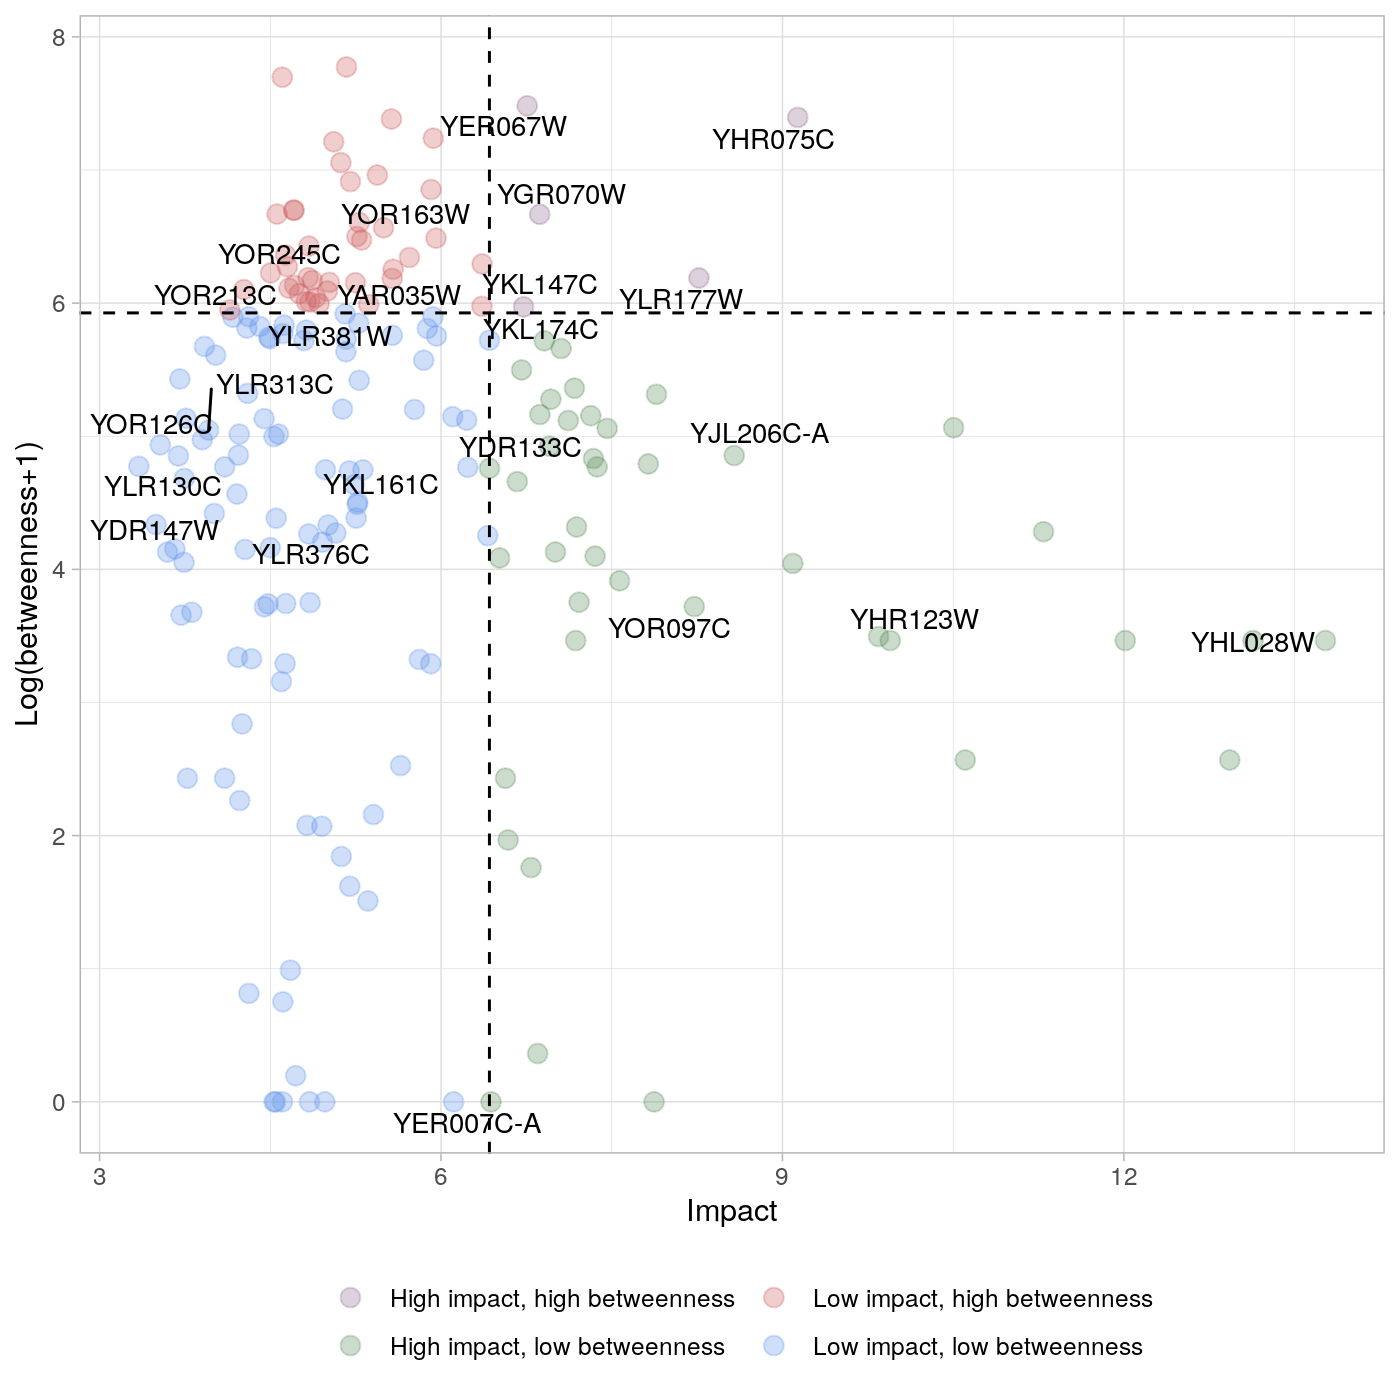 8
YER067W
YHR075C
YGR070W
YOR163W
YOR245C
YKL147C
YOR213C
YAR035W
YLR177W
6
YKL174C
YLR381W
YLR313C
YOR126C
YJL206C-A
YDR133C
YLR130C
YKL161C
YDR147W
YLR376C
4
YHR123W
YOR097C
YHL028W
2
0
YER007C-A
Log(betweenness+1)
3 6 9 12
Impact
High impact, high betweenness Low impact, high betweenness
High impact, low betweenness Low impact, low betweenness